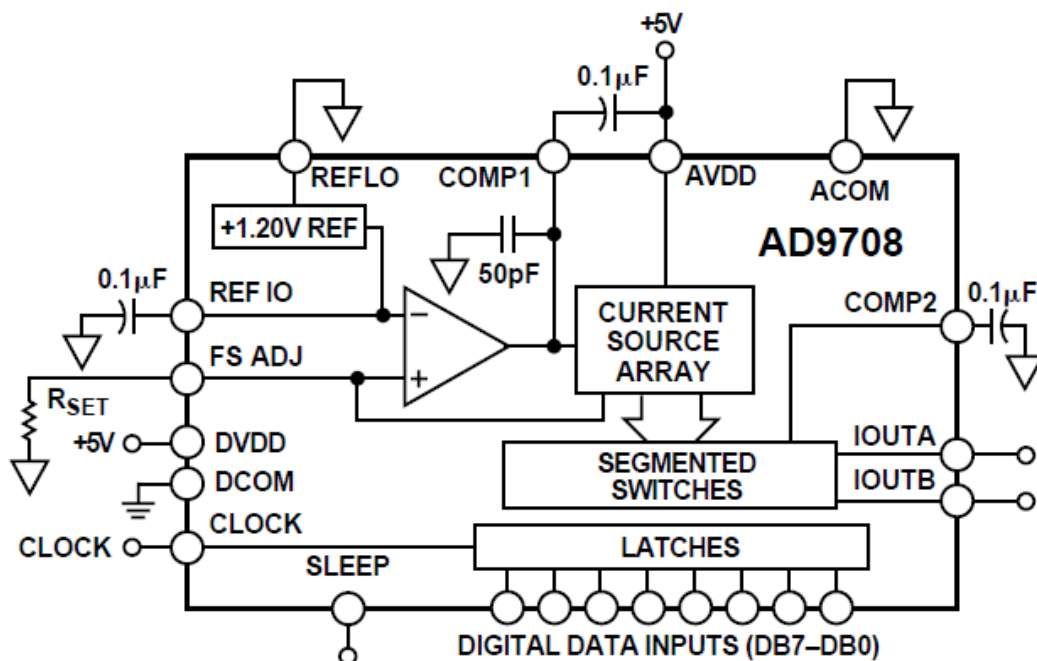 +5V
0.1µF
REFLO
COMP1
AVDD
ACOM
+1.20V REF
AD9708
50pF
0.1µF
REF IO
COMP2
0.1µF
CURRENT
SOURCE
ARRAY
−
+
FS ADJ
RSET
+5V
DVDD
DCOM
SEGMENTED
SWITCHES
IOUTA
IOUTB
CLOCK
CLOCK
LATCHES
SLEEP
DIGITAL DATA INPUTS (DB7–DB0)